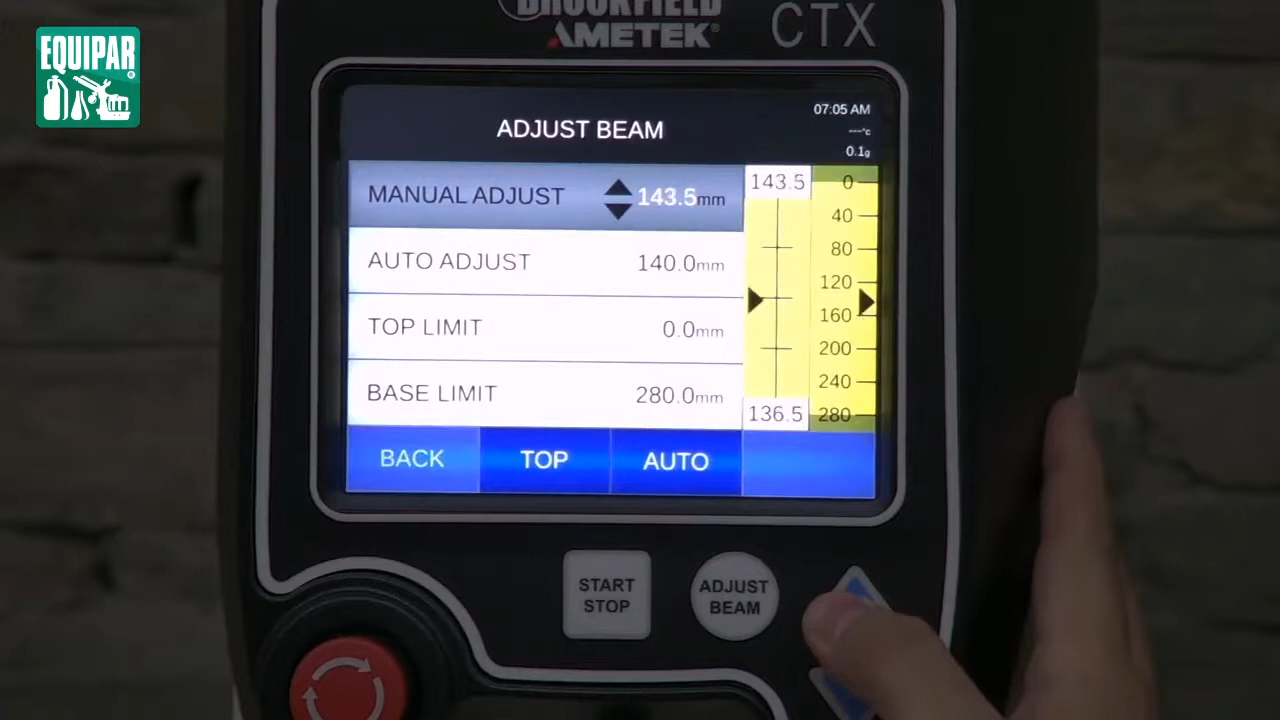 EQUIPAR®
BROOKFIELD
AMETEK®
CTX
07:05 AM
---°c
0.1g
ADJUST BEAM
MANUAL ADJUST 143.5mm
AUTO ADJUST 140.0mm
TOP LIMIT 0.0mm
BASE LIMIT 280.0mm
143.5
136.5
0
40
80
120
160
200
240
280
BACK TOP AUTO
START
STOP
ADJUST
BEAM